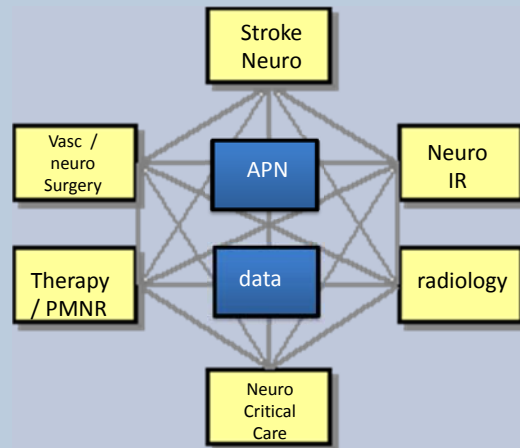 Stroke
Neuro
Vasc /
neuro
Surgery
APN
Neuro
IR
Therapy
/ PMNR
data
radiology
Neuro
Critical
Care